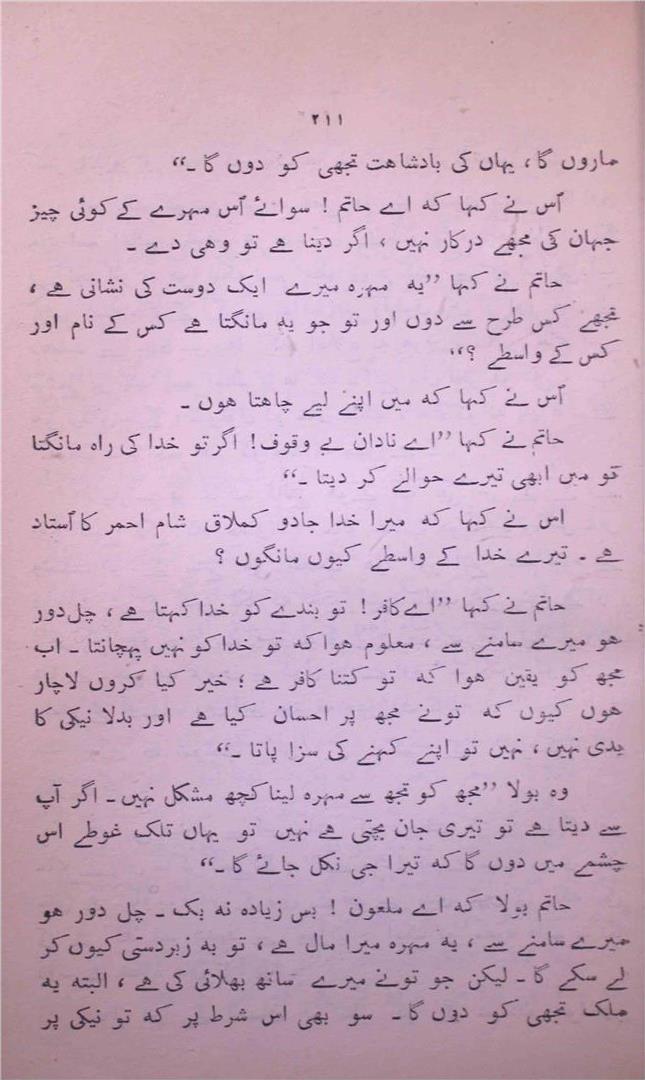 ۲۱۱
ماروں گا ، یہاں کی بادشاہت تجھی کو دوں گا ۔“
اُس نے کہا کہ اے حاتم ! سوائے اُس مہرے کے کوئی چیز
جہان کی مجھے درکار نہیں ، اگر دینا ہے تو وہی دے ۔
حاتم نے کہا ”یہ مہرہ میرے ایک دوست کی نشانی ہے ،
تجھے کس طرح سے دوں اور تو جو یہ مانگتا ہے کس کے نام اور
کس کے واسطے ؟“
اُس نے کہا کہ میں اپنے لیے چاہتا ہوں ۔
حاتم نے کہا ”اے نادان بے وقوف! اگر تو خدا کی راہ مانگتا
تو میں ابھی تیرے حوالے کر دیتا ۔“
اس نے کہا کہ میرا خدا جادو کملاق شام احمر کا اُستاد
ہے ۔ تیرے خدا کے واسطے کیوں مانگوں ؟
حاتم نے کہا ”اے کافر! تو بندے کو خدا کہتا ہے ، چل دور
ہو میرے سامنے سے ، معلوم ہوا کہ تو خدا کو نہیں پہچانتا ۔ اب
مجھ کو یقین ہوا کہ تو کتنا کافر ہے ؛ خیر کیا کروں لاچار
ہوں کیوں کہ تونے مجھ پر احسان کیا ہے اور بدلا نیکی کا
بدی نہیں ، نہیں تو اپنے کہنے کی سزا پاتا ۔“
وہ بولا ”مجھ کو تجھ سے مہرہ لینا کچھ مشکل نہیں ۔ اگر آپ
سے دیتا ہے تو تیری جان بچتی ہے نہیں تو یہاں تلک غوطے اس
چشمے میں دوں گا کہ تیرا جی نکل جائے گا ۔“
حاتم بولا کہ اے ملعون ! بس زیادہ نہ بک ۔ چل دور ہو
میرے سامنے سے ، یہ مہرہ میرا مال ہے ، تو بہ زبردستی کیوں کر
لے سکے گا ۔ لیکن جو تونے میرے ساتھ بھلائی کی ہے ، البتہ یہ
ملک تجھی کو دوں گا ۔ سو بھی اس شرط پر کہ تو نیکی پر